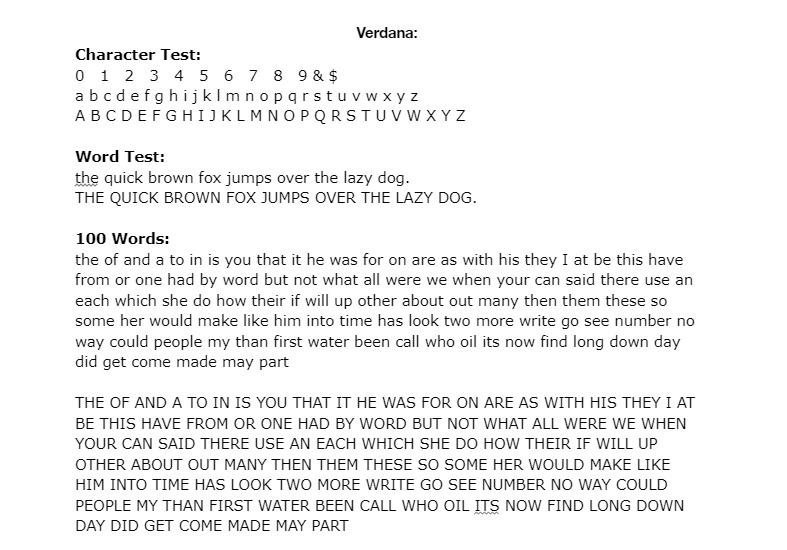 Verdana:
Character Test:
0 1 2 3 4 5 6 7 8 9 & $
a b c d e f g h i j k l m n o p q r s t u v w x y z
A B C D E F G H I J K L M N O P Q R S T U V W X Y Z
Word Test:
the quick brown fox jumps over the lazy dog.
THE QUICK BROWN FOX JUMPS OVER THE LAZY DOG.
100 Words:
the of and a to in is you that it he was for on are as with his they I at be this have
from or one had by word but not what all were we when your can said there use an
each which she do how their if will up other about out many then them these so
some her would make like him into time has look two more write go see number no
way could people my than first water been call who oil its now find long down day
did get come made may part
THE OF AND A TO IN IS YOU THAT IT HE WAS FOR ON ARE AS WITH HIS THEY I AT
BE THIS HAVE FROM OR ONE HAD BY WORD BUT NOT WHAT ALL WERE WE WHEN
YOUR CAN SAID THERE USE AN EACH WHICH SHE DO HOW THEIR IF WILL UP
OTHER ABOUT OUT MANY THEN THEM THESE SO SOME HER WOULD MAKE LIKE
HIM INTO TIME HAS LOOK TWO MORE WRITE GO SEE NUMBER NO WAY COULD
PEOPLE MY THAN FIRST WATER BEEN CALL WHO OIL ITS NOW FIND LONG DOWN
DAY DID GET COME MADE MAY PART